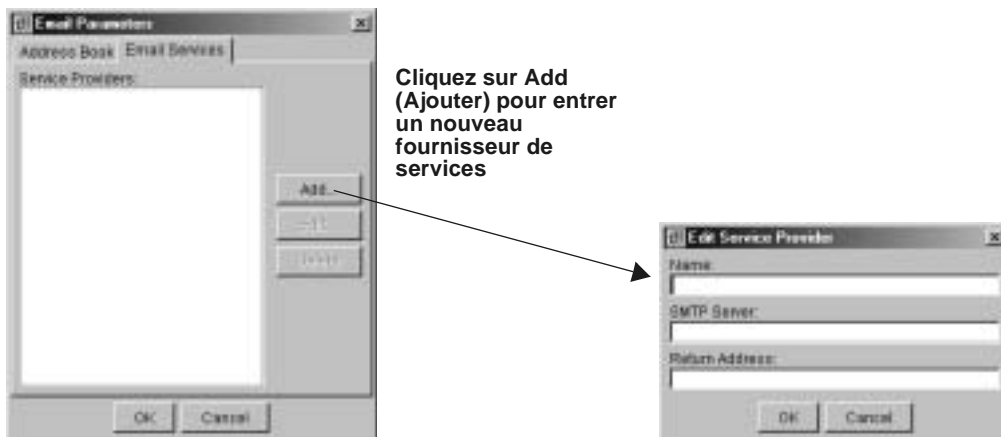 Email Parameters
Address Book Email Services
Service Providers:
Cliquez sur Add
(Ajouter) pour entrer
un nouveau
fournisseur de
services
Add...
OK Cancel
Edit Service Provider
Name:
SMTP Server:
Return Address:
OK Cancel